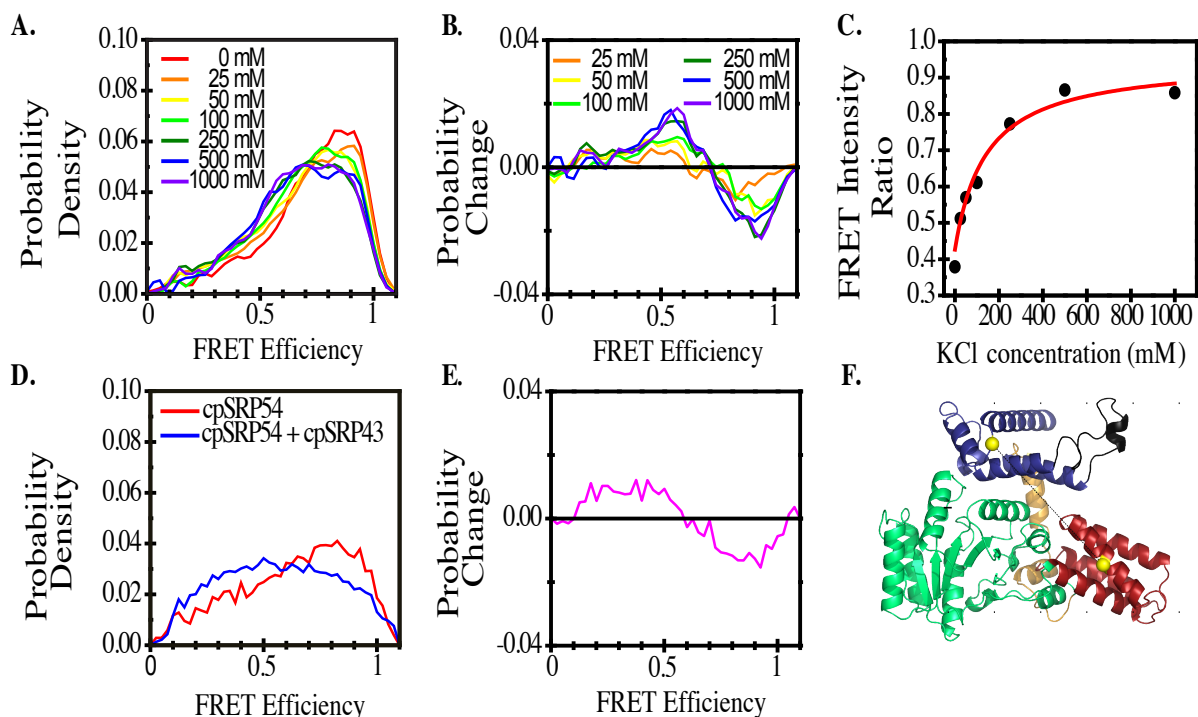 A.
0.10
0.08
0.06
0.04
0.02
0.00
0 mM
25 mM
50 mM
100 mM
250 mM
500 mM
1000 mM
Probability
Density
0
0.5
1
FRET Efficiency
B.
0.04
0.00
-0.04
25 mM
50 mM
100 mM
250 mM
500 mM
1000 mM
Probability
Change
0
0.5
1
FRET Efficiency
C.
1.0
0.9
0.8
0.7
0.6
0.5
0.4
0.3
FRET Intensity
Ratio
0
200
400
600
800
1000
KCl concentration (mM)
D.
0.10
0.08
0.06
0.04
0.02
0.00
cpSRP54
cpSRP54 + cpSRP43
Probability
Density
0
0.5
1
FRET Efficiency
E.
0.04
0.00
-0.04
Probability
Change
0
0.5
1
FRET Efficiency
F.